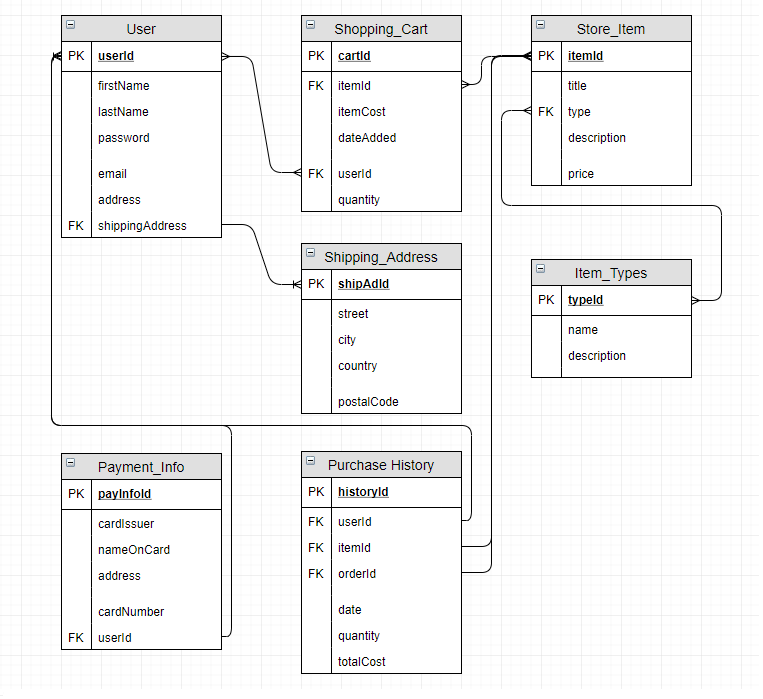 User
PK userId
firstName
lastName
password
email
address
FK shippingAddress
Shopping_Cart
PK cartId
FK itemId
itemCost
dateAdded
FK userId
quantity
Store_Item
PK itemId
title
FK type
description
price
Shipping_Address
PK shipAdId
street
city
country
postalCode
Item_Types
PK typeId
name
description
Payment_Info
PK payInfoId
cardIssuer
nameOnCard
address
cardNumber
FK userId
Purchase History
PK historyId
FK userId
FK itemId
FK orderId
date
quantity
totalCost